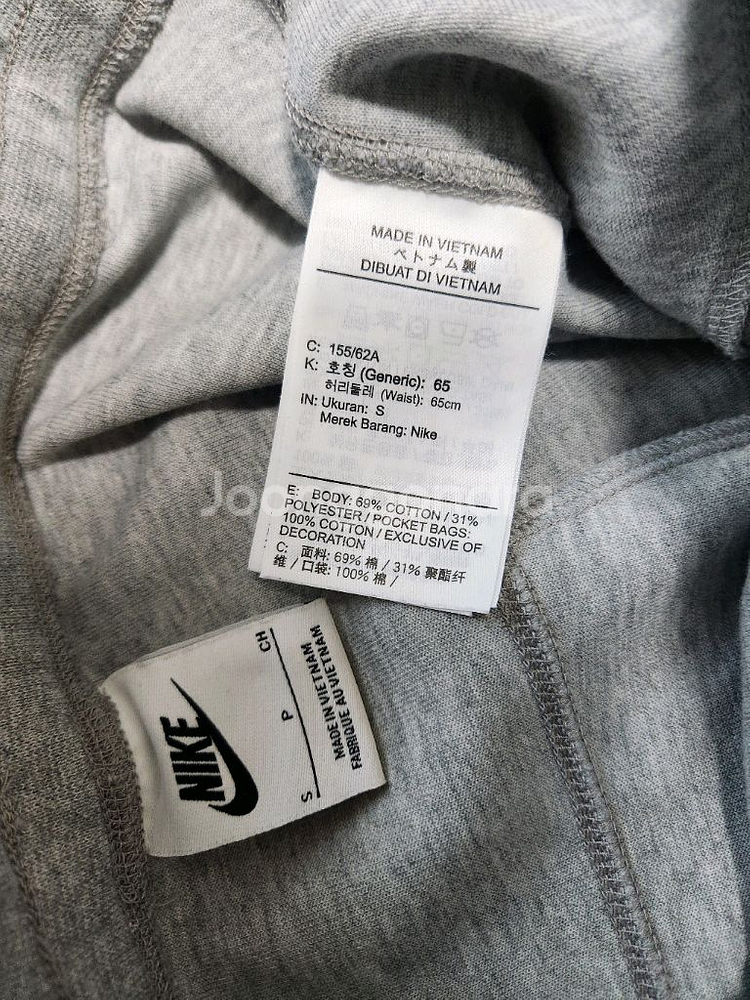 MADE IN VIETNAM
ベトナム製
DIBUAT DI VIETNAM
C: 155/62A
K: 호칭 (Generic): 65
허리둘레 (Waist): 65cm
IN: Ukuran: S
Merek Barang: Nike
E: BODY: 69% COTTON / 31%
POLYESTER / POCKET BAGS:
100% COTTON / EXCLUSIVE OF
DECORATION
C: 面料: 69% 棉 / 31% 聚酯纤
维 / 口袋: 100% 棉 /
NIKE
S P CH
MADE IN VIETNAM
FABRIQUE AU VIETNAM